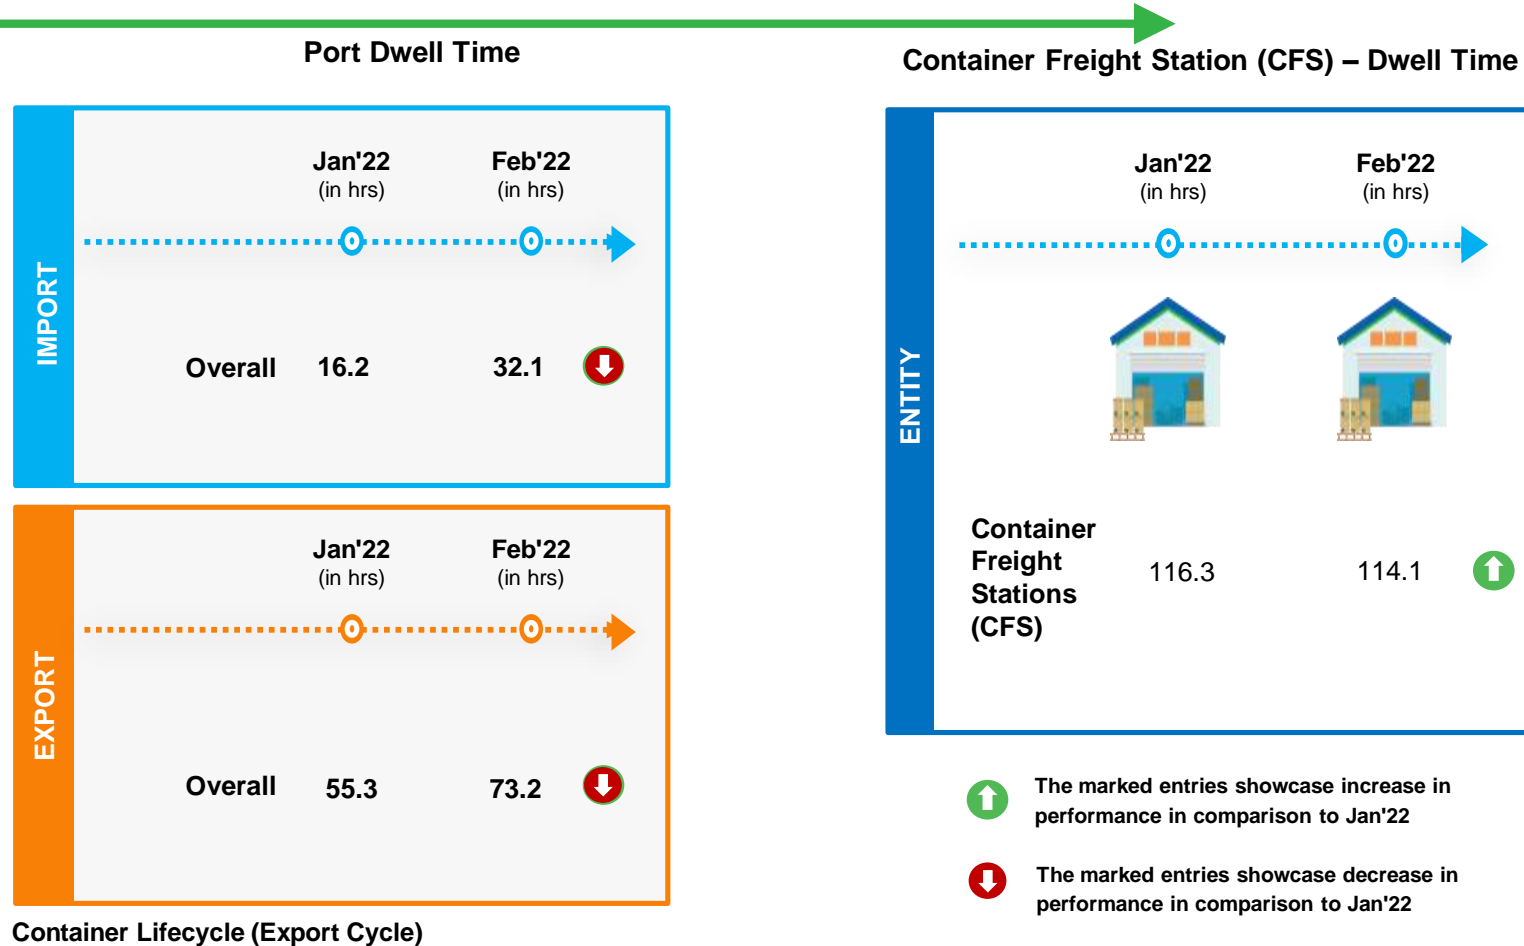 Port Dwell Time
Container Freight Station (CFS) – Dwell Time
IMPORT
Jan'22
(in hrs)
Feb'22
(in hrs)
Overall 16.2 32.1
EXPORT
Jan'22
(in hrs)
Feb'22
(in hrs)
Overall 55.3 73.2
Container Lifecycle (Export Cycle)
ENTITY
Jan'22
(in hrs)
Feb'22
(in hrs)
Container
Freight
Stations
(CFS)
116.3 114.1
The marked entries showcase increase in
performance in comparison to Jan'22
The marked entries showcase decrease in
performance in comparison to Jan'22